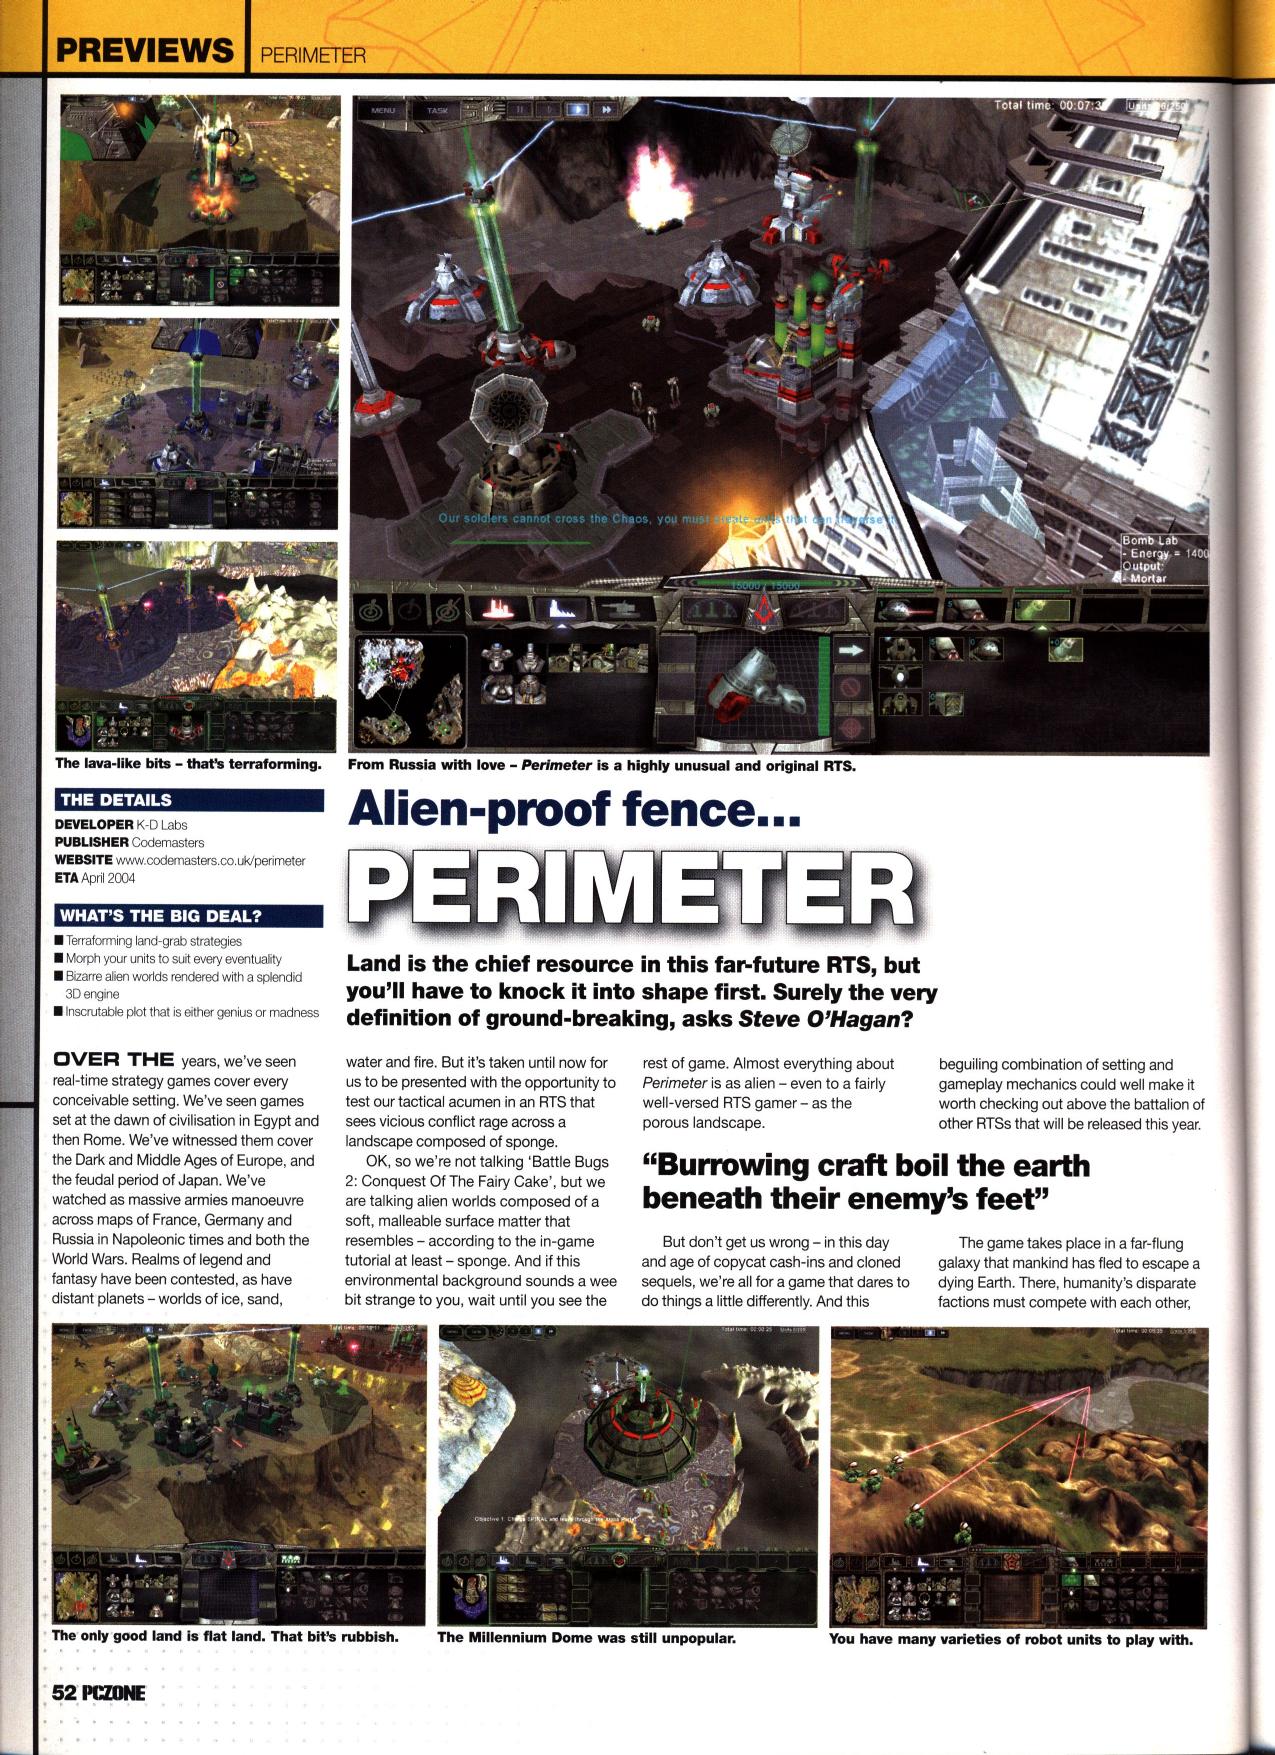 PREVIEWS PERIMETER
MENU TASK
Total time: 00:07:3
Our soldiers cannot cross the Chaos, you must create units that can traverse it
Bomb Lab
- Energy = 1400
Output:
- Mortar
15000 / 15000
The lava-like bits – that's terraforming.
From Russia with love – Perimeter is a highly unusual and original RTS.
THE DETAILS
DEVELOPER K-D Labs
PUBLISHER Codemasters
WEBSITE www.codemasters.co.uk/perimeter
ETA April 2004
WHAT'S THE BIG DEAL?
■ Terraforming land-grab strategies
■ Morph your units to suit every eventuality
■ Bizarre alien worlds rendered with a splendid
3D engine
■ Inscrutable plot that is either genius or madness
Alien-proof fence...
PERIMETER
Land is the chief resource in this far-future RTS, but
you'll have to knock it into shape first. Surely the very
definition of ground-breaking, asks Steve O'Hagan?
OVER THE years, we've seen
real-time strategy games cover every
conceivable setting. We've seen games
set at the dawn of civilisation in Egypt and
then Rome. We've witnessed them cover
the Dark and Middle Ages of Europe, and
the feudal period of Japan. We've
watched as massive armies manoeuvre
across maps of France, Germany and
Russia in Napoleonic times and both the
World Wars. Realms of legend and
fantasy have been contested, as have
distant planets – worlds of ice, sand,
water and fire. But it's taken until now for
us to be presented with the opportunity to
test our tactical acumen in an RTS that
sees vicious conflict rage across a
landscape composed of sponge.
OK, so we're not talking 'Battle Bugs
2: Conquest Of The Fairy Cake', but we
are talking alien worlds composed of a
soft, malleable surface matter that
resembles – according to the in-game
tutorial at least – sponge. And if this
environmental background sounds a wee
bit strange to you, wait until you see the
rest of game. Almost everything about
Perimeter is as alien – even to a fairly
well-versed RTS gamer – as the
porous landscape.
"Burrowing craft boil the earth
beneath their enemy's feet"
But don't get us wrong – in this day
and age of copycat cash-ins and cloned
sequels, we're all for a game that dares to
do things a little differently. And this
beguiling combination of setting and
gameplay mechanics could well make it
worth checking out above the battalion of
other RTSs that will be released this year.
The game takes place in a far-flung
galaxy that mankind has fled to escape a
dying Earth. There, humanity's disparate
factions must compete with each other,
The only good land is flat land. That bit's rubbish.
The Millennium Dome was still unpopular.
You have many varieties of robot units to play with.
52 PCZONE